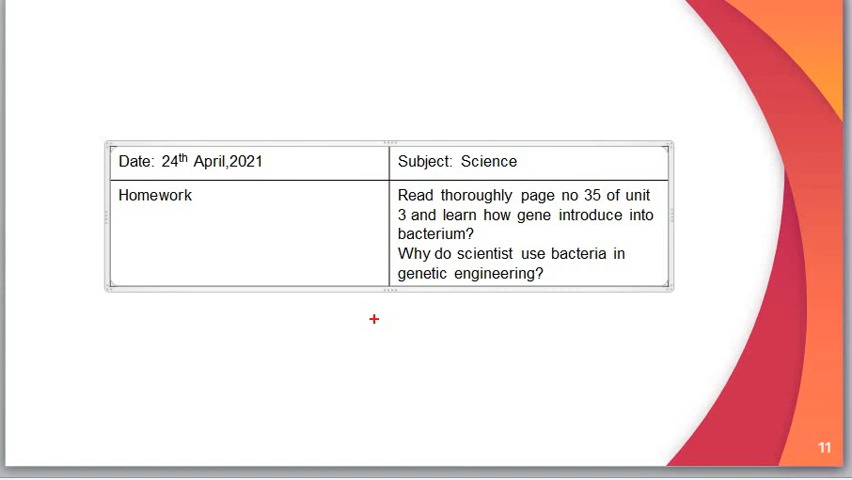 Date: 24th April,2021
Subject: Science
Homework
Read thoroughly page no 35 of unit
3 and learn how gene introduce into
bacterium?
Why do scientist use bacteria in
genetic engineering?
11